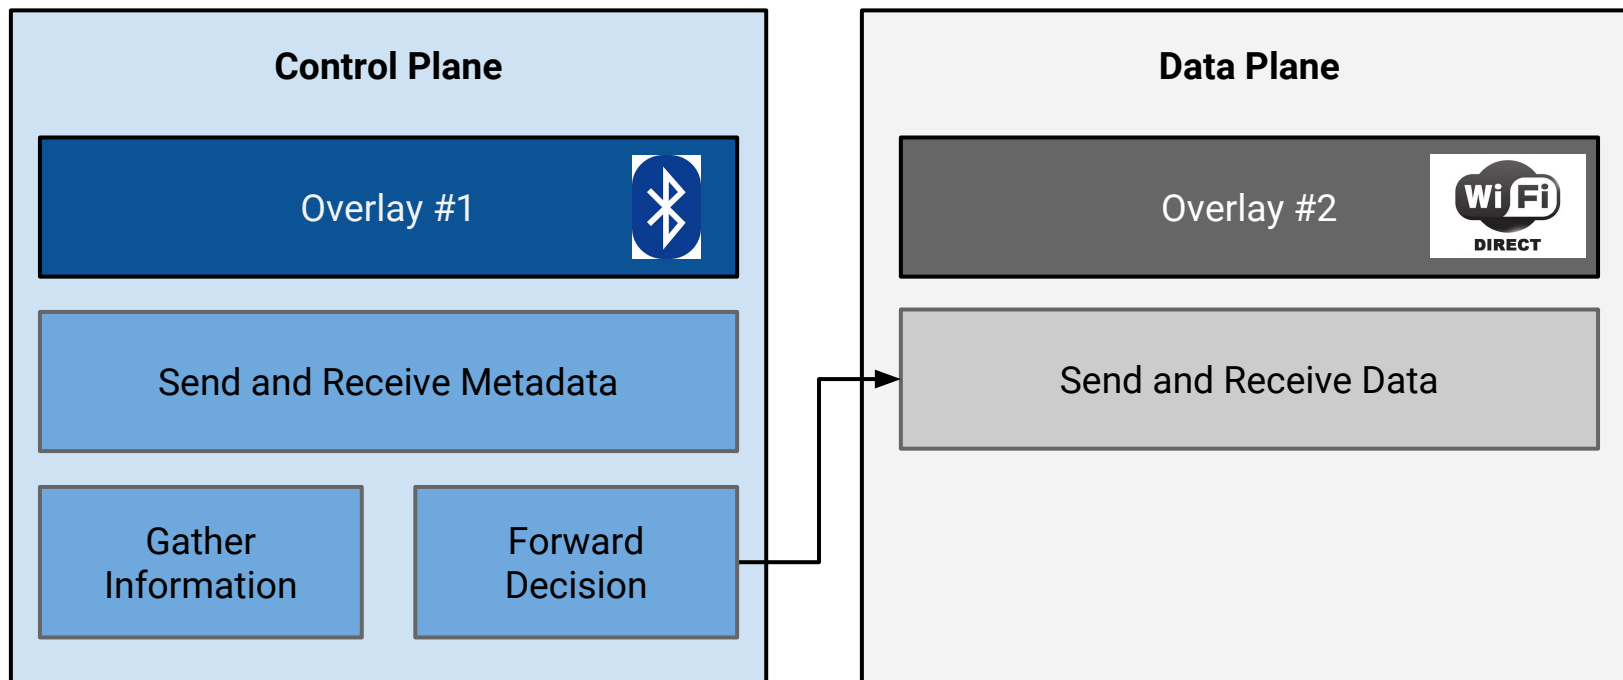 Control Plane
Overlay #1
Send and Receive Metadata
Gather
Information
Forward
Decision
Data Plane
Overlay #2
Wi Fi
DIRECT
Send and Receive Data